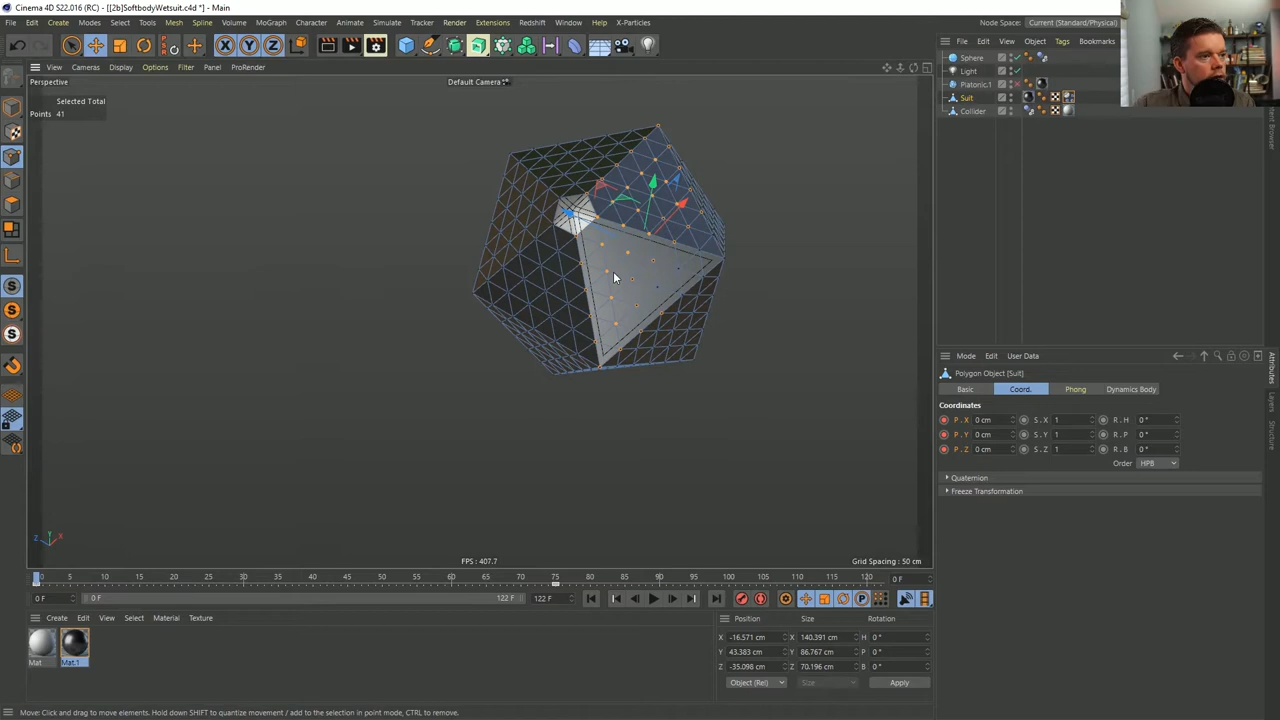 Cinema 4D S22.016 (RC) - [[2b]SoftbodyWetsuit.c4d *] - Main
File Edit Create Modes Select Tools Mesh Spline Volume MoGraph Character Animate Simulate Tracker Render Extensions Redshift Window Help X-Particles
Node Space: Current (Standard/Physical)
File Edit View Object Tags Bookmarks
View Cameras Display Options Filter Panel ProRender
Perspective
Default Camera
Selected Total
Points 41
Sphere
Light
Platonic.1
Suit
Collider
Content Browser
Mode Edit User Data
Polygon Object [Suit]
Basic Coord. Phong Dynamics Body
Coordinates
P . X 0 cm S . X 1 R . H 0 °
P . Y 0 cm S . Y 1 R . P 0 °
P . Z 0 cm S . Z 1 R . B 0 °
Order HPB
Quaternion
Freeze Transformation
Attributes
Layers
Structure
Z Y X
FPS : 407.7
Grid Spacing : 50 cm
0 5 10 15 20 25 30 35 40 45 50 55 60 65 70 75 80 85 90 95 100 105 110 115 120
0 F
0 F 0 F 122 F 122 F
Create Edit View Select Material Texture
Mat Mat.1
Position Size Rotation
X -16.571 cm X 140.391 cm H 0 °
Y 43.383 cm Y 86.767 cm P 0 °
Z -35.098 cm Z 70.196 cm B 0 °
Object (Rel) Size Apply
Move: Click and drag to move elements. Hold down SHIFT to quantize movement / add to the selection in point mode, CTRL to remove.